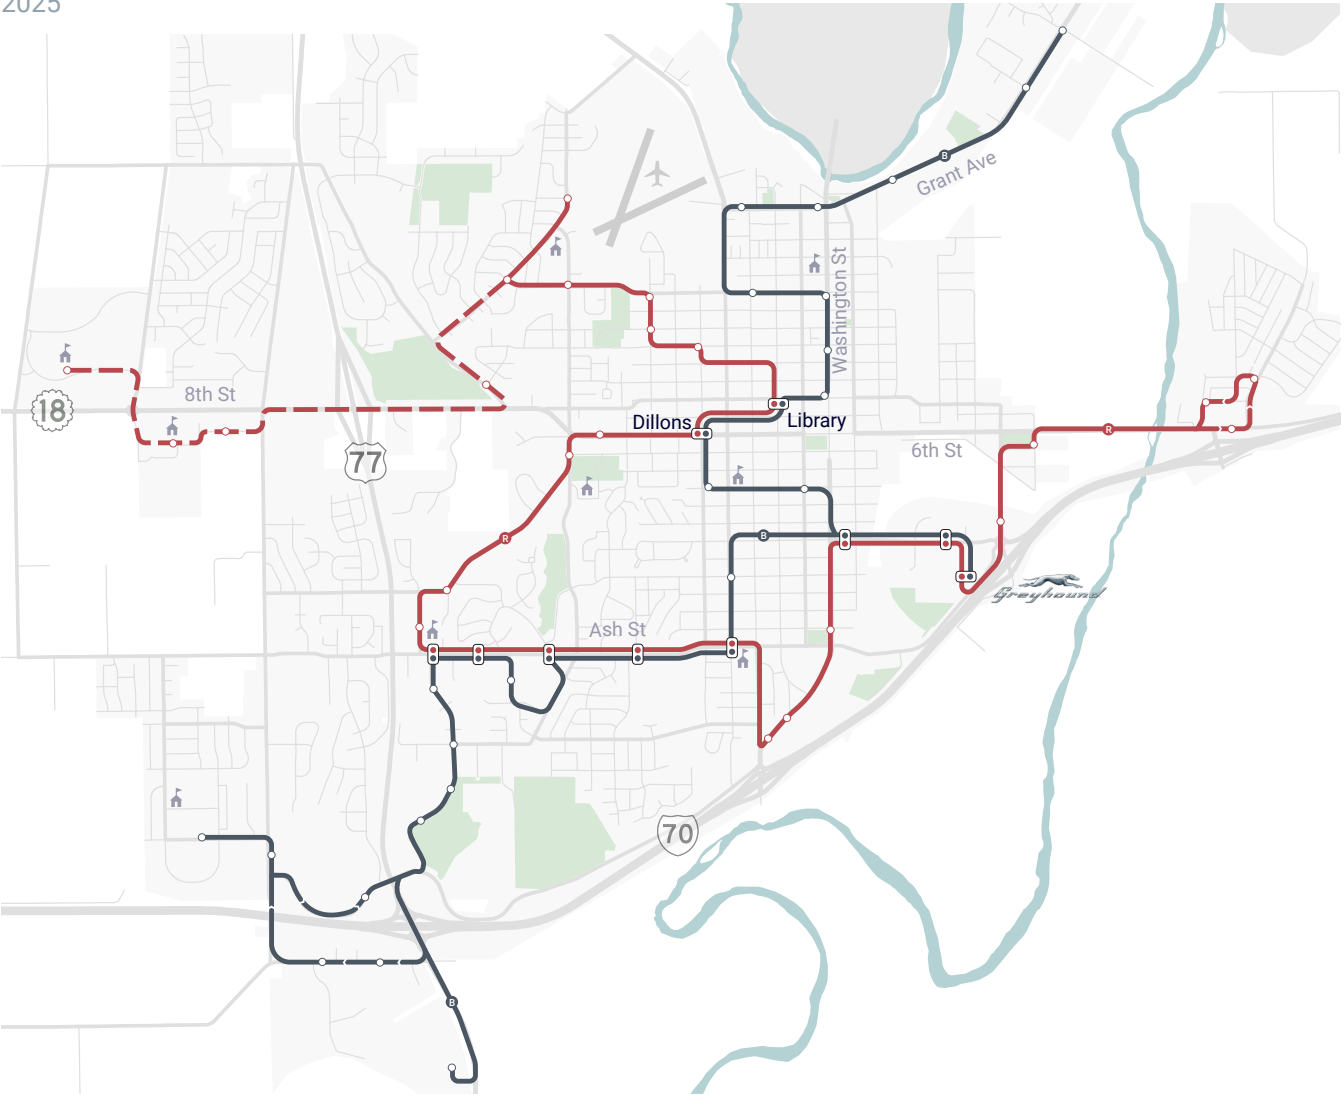 2025
B
Grant Ave
Washington St
8th St
18
Dillons
Library
77
6th St
R
R
B
Greyhound
Ash St
70
B